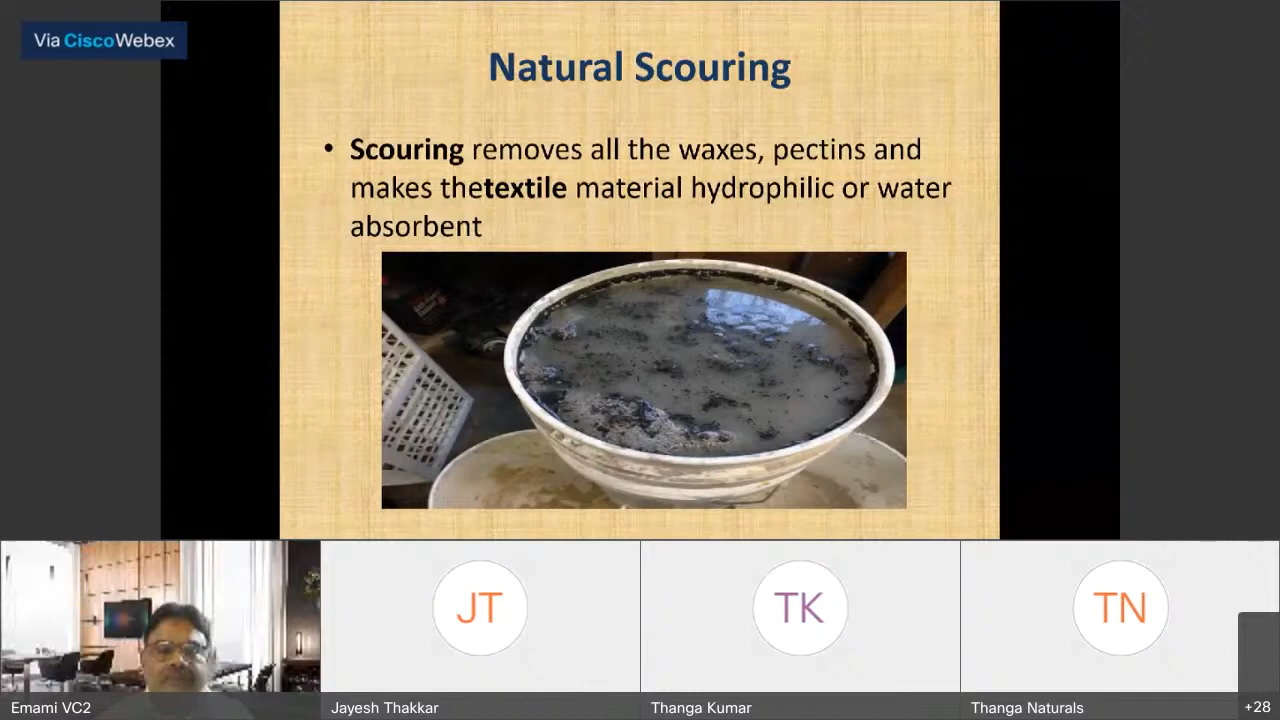 Via CiscoWebex
Natural Scouring
• Scouring removes all the waxes, pectins and
makes thetextile material hydrophilic or water
absorbent
JT
TK
TN
Emami VC2
Jayesh Thakkar
Thanga Kumar
Thanga Naturals
+28